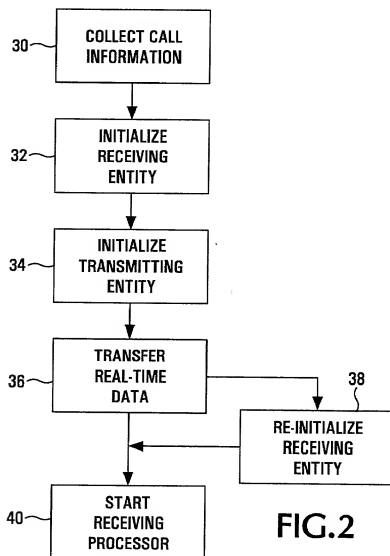 30
COLLECT CALL
INFORMATION
32
INITIALIZE
RECEIVING
ENTITY
34
INITIALIZE
TRANSMITTING
ENTITY
36
TRANSFER
REAL-TIME
DATA
38
RE-INITIALIZE
RECEIVING
ENTITY
40
START
RECEIVING
PROCESSOR
FIG.2